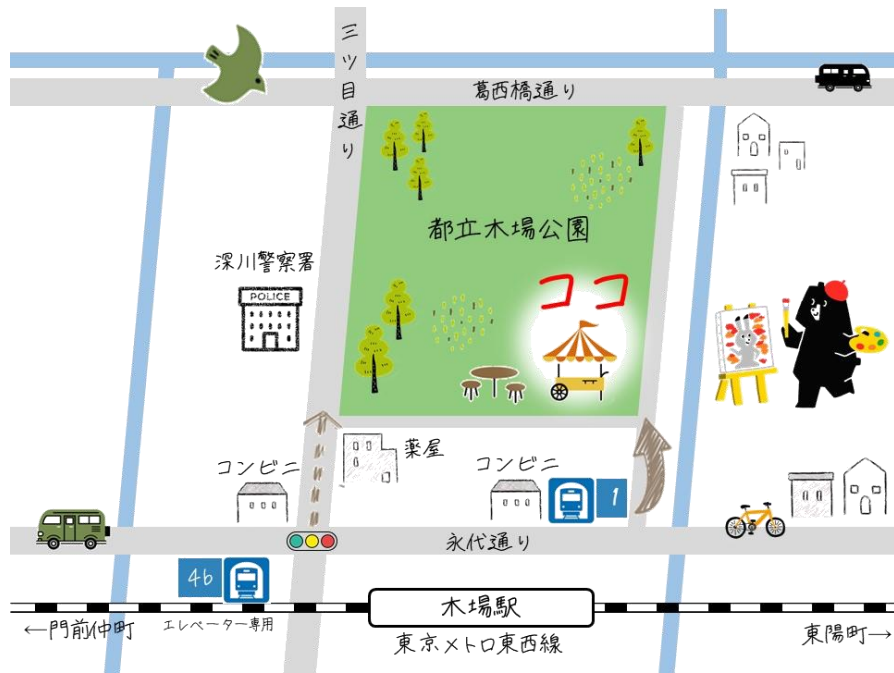 三ツ目通り
葛西橋通り
都立木場公園
深川警察署
POLICE
ココ
薬屋
コンビニ
コンビニ
1
永代通り
4b
木場駅
←門前仲町
エレベーター専用
東京メトロ東西線
東陽町→